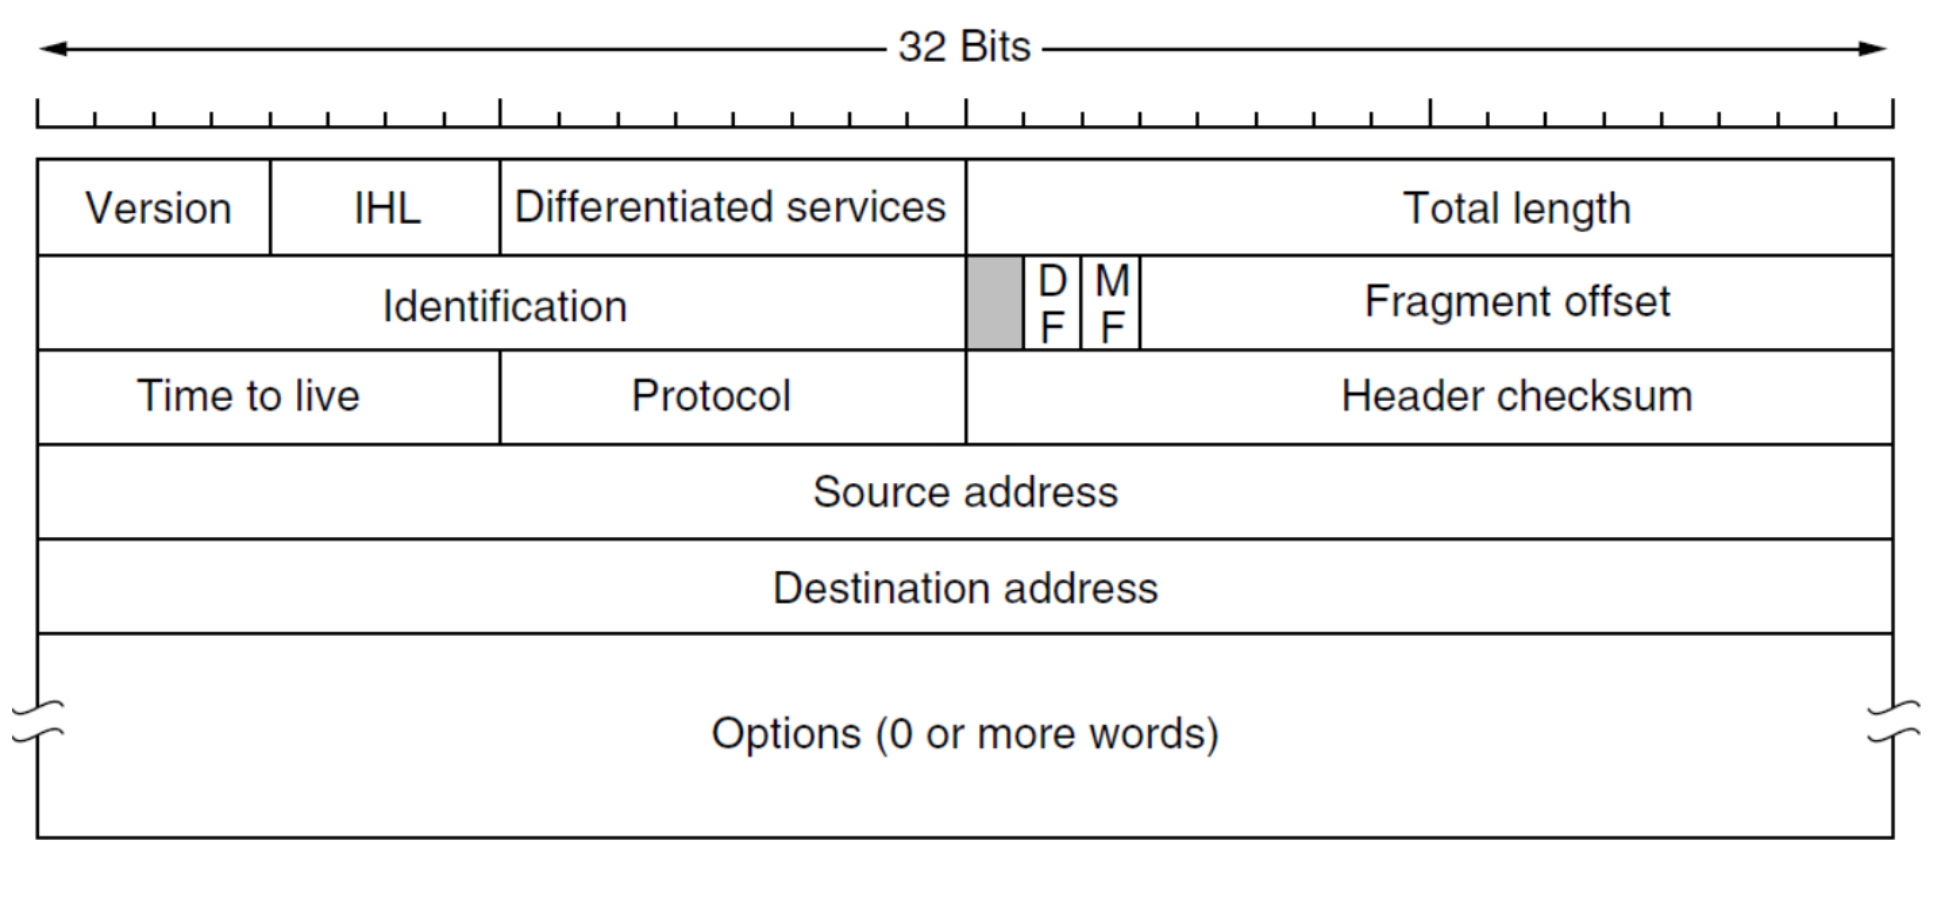 32 Bits
Version IHL Differentiated services Total length
Identification D F M F Fragment offset
Time to live Protocol Header checksum
Source address
Destination address
Options (0 or more words)